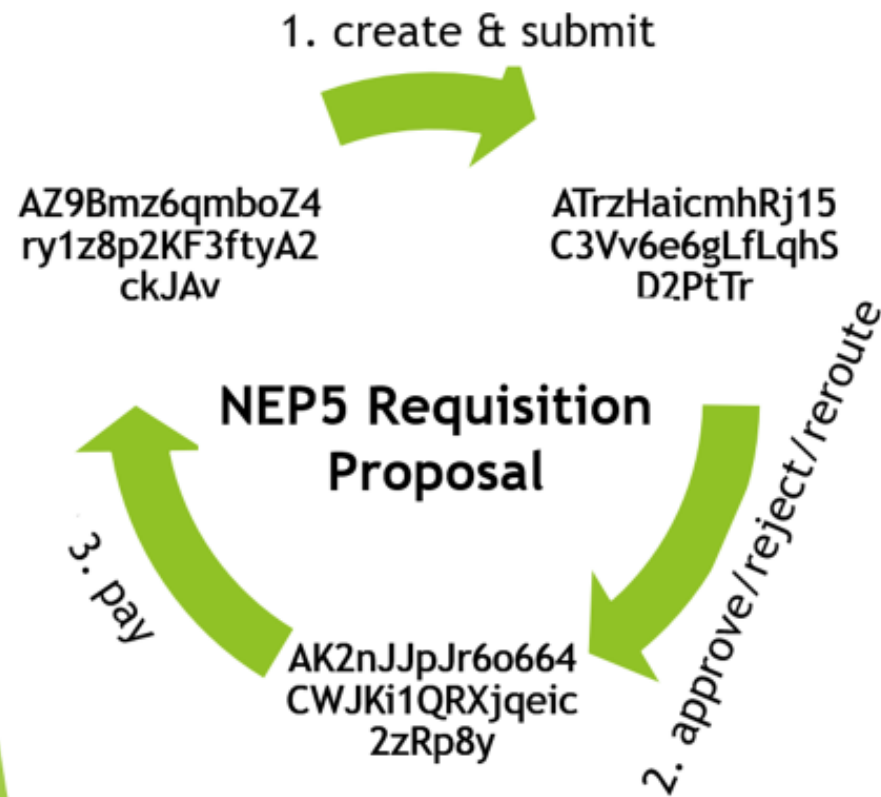 1. create & submit
AZ9Bmz6qmboZ4
ry1z8p2KF3ftyA2
ckJAv
ATrzHaicmhRj15
C3Vv6e6gLfLqhS
D2PtTr
NEP5 Requisition
Proposal
2. approve/reject/reroute
AK2nJJpJr6o664
CWJKi1QRXjqeic
2zRp8y
3. pay